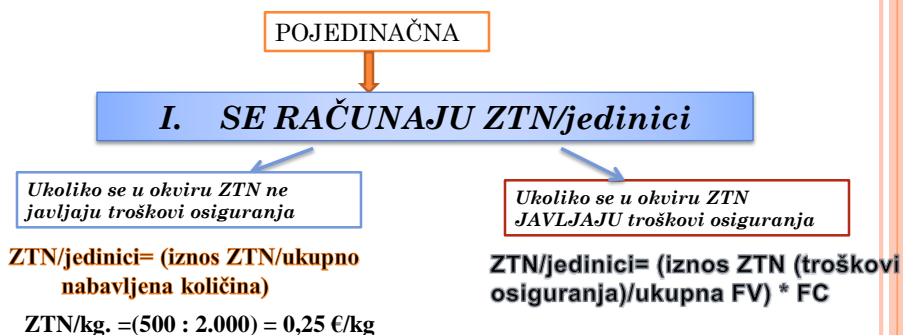 POJEDINAČNA
I. SE RAČUNAJU ZTN/jedinici
Ukoliko se u okviru ZTN ne
javljaju troškovi osiguranja
Ukoliko se u okviru ZTN
JAVLJAJU troškovi osiguranja
ZTN/jedinici= (iznos ZTN/ukupno
nabavljena količina)
ZTN/jedinici= (iznos ZTN (troškovi
osiguranja)/ukupna FV) * FC
ZTN/kg. =(500 : 2.000) = 0,25 €/kg